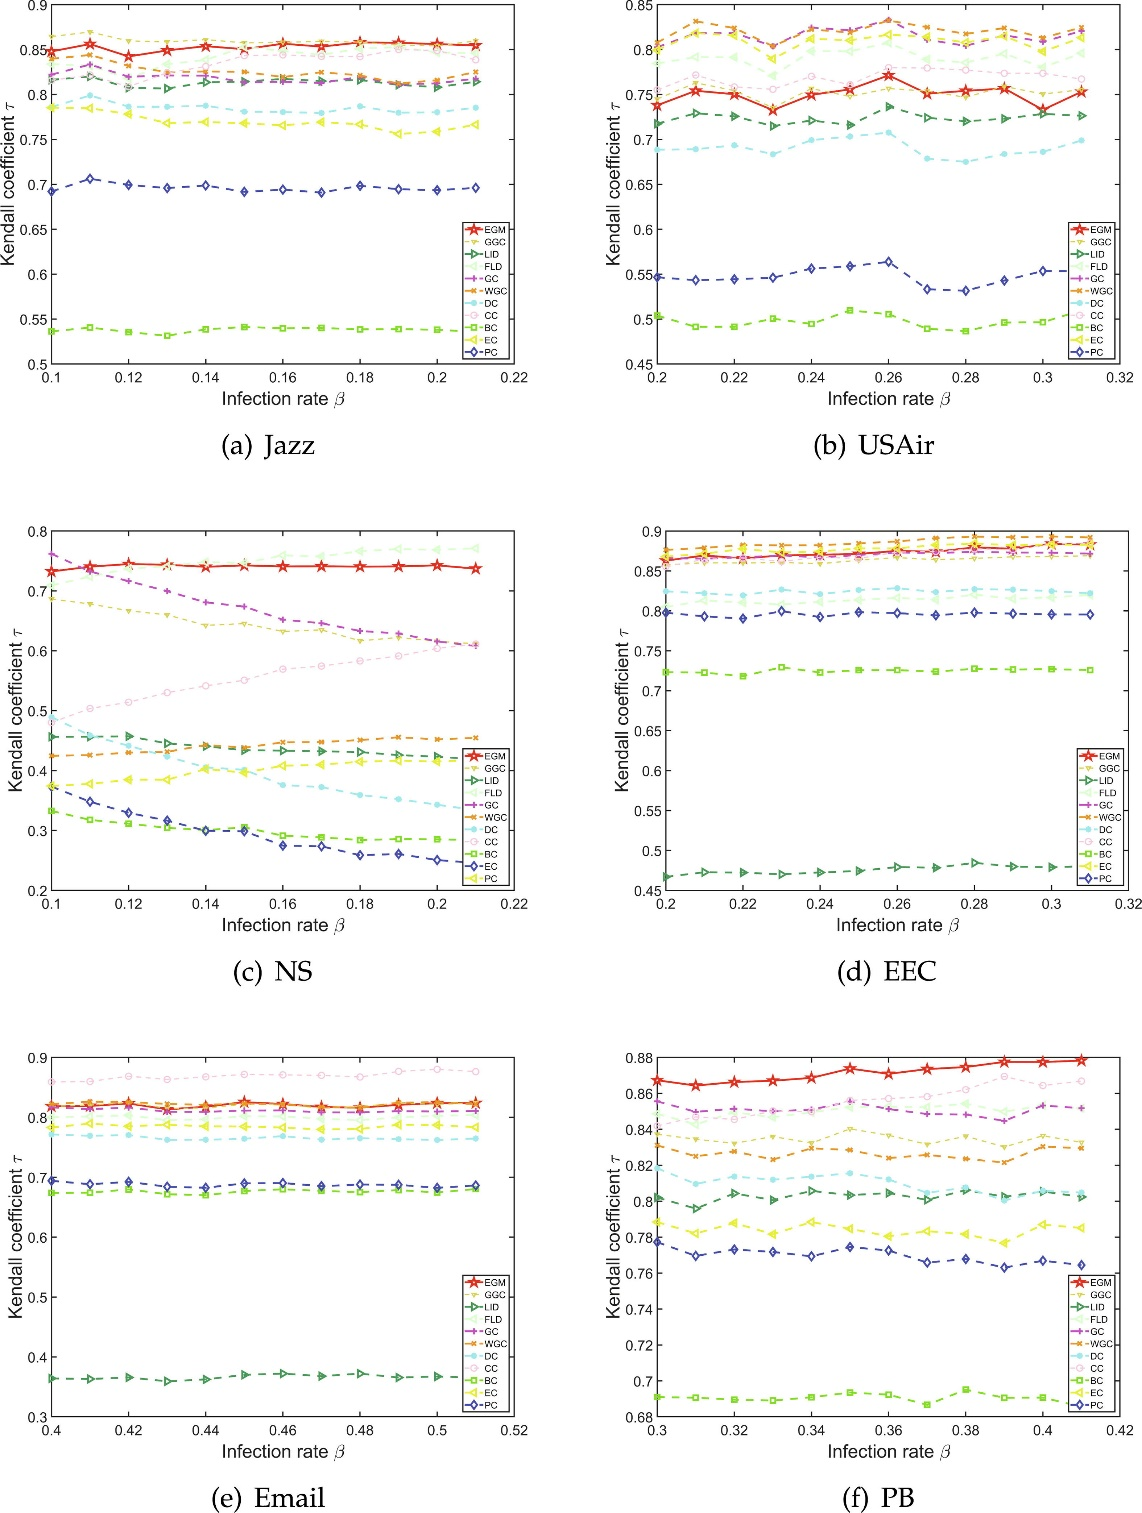 0.9
0.85
0.8
0.75
0.7
0.65
0.6
0.55
0.5
0.1 0.12 0.14 0.16 0.18 0.2 0.22
Kendall coefficient τ
Infection rate β
EGM
GGC
LID
FLD
GC
WGC
DC
CC
BC
EC
PC
(a) Jazz
0.85
0.8
0.75
0.7
0.65
0.6
0.55
0.5
0.45
0.2 0.22 0.24 0.26 0.28 0.3 0.32
Kendall coefficient τ
Infection rate β
EGM
GGC
LID
FLD
GC
WGC
DC
CC
BC
EC
PC
(b) USAir
0.8
0.7
0.6
0.5
0.4
0.3
0.2
0.1 0.12 0.14 0.16 0.18 0.2 0.22
Kendall coefficient τ
Infection rate β
EGM
GGC
LID
FLD
GC
WGC
DC
CC
BC
EC
PC
(c) NS
0.9
0.85
0.8
0.75
0.7
0.65
0.6
0.55
0.5
0.45
0.2 0.22 0.24 0.26 0.28 0.3 0.32
Kendall coefficient τ
Infection rate β
EGM
GGC
LID
FLD
GC
WGC
DC
CC
BC
EC
PC
(d) EEC
0.9
0.8
0.7
0.6
0.5
0.4
0.3
0.4 0.42 0.44 0.46 0.48 0.5 0.52
Kendall coefficient τ
Infection rate β
EGM
GGC
LID
FLD
GC
WGC
DC
CC
BC
EC
PC
(e) Email
0.88
0.86
0.84
0.82
0.8
0.78
0.76
0.74
0.72
0.7
0.68
0.3 0.32 0.34 0.36 0.38 0.4 0.42
Kendall coefficient τ
Infection rate β
EGM
GGC
LID
FLD
GC
WGC
DC
CC
BC
EC
PC
(f) PB